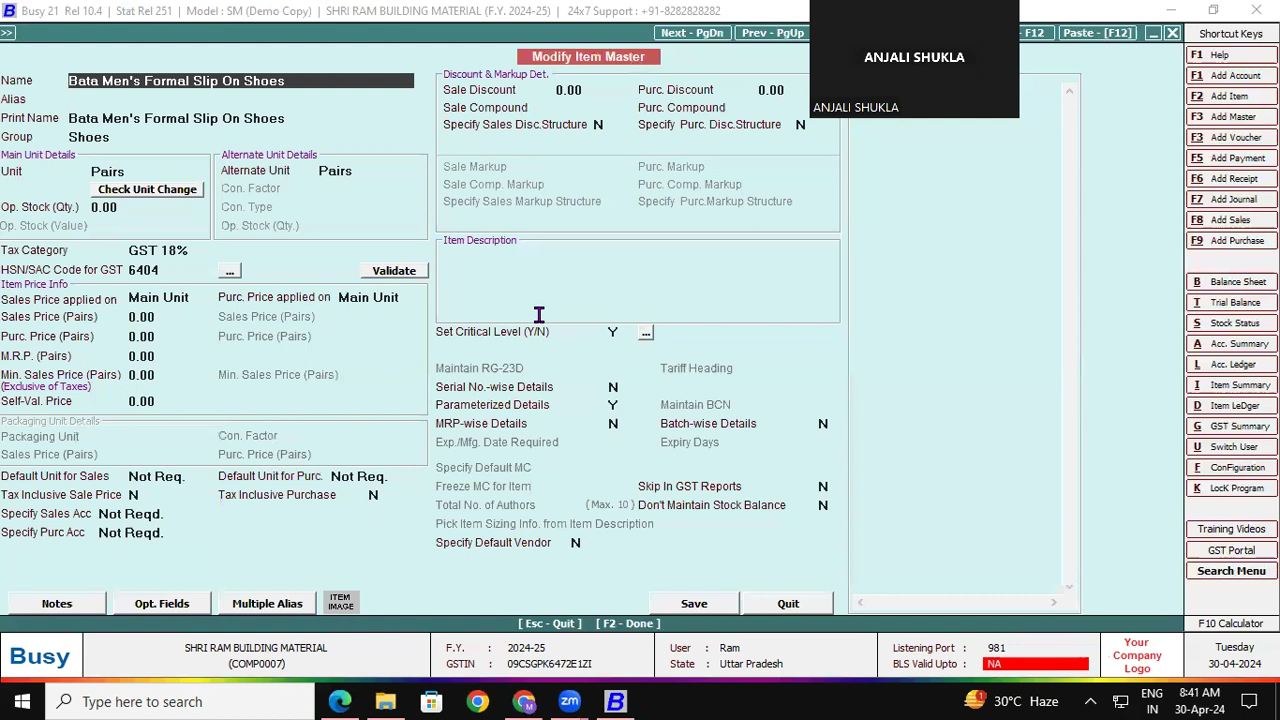 Busy 21 Rel 10.4 | Stat Rel 251 | Model : SM (Demo Copy) | SHRI RAM BUILDING MATERIAL (F.Y. 2024-25) | 24x7 Support : +91-8282828282
>> Next - PgDn Prev - PgUp - F12 Paste - [F12]
ANJALI SHUKLA
ANJALI SHUKLA
Modify Item Master
Name Bata Men's Formal Slip On Shoes
Alias
Print Name Bata Men's Formal Slip On Shoes
Group Shoes
Main Unit Details
Unit Pairs
Check Unit Change
Op. Stock (Qty.) 0.00
Op. Stock (Value)
Alternate Unit Details
Alternate Unit Pairs
Con. Factor
Con. Type
Op. Stock (Qty.)
Tax Category GST 18%
HSN/SAC Code for GST 6404 ... Validate
Item Price Info
Sales Price applied on Main Unit Purc. Price applied on Main Unit
Sales Price (Pairs) 0.00 Sales Price (Pairs)
Purc. Price (Pairs) 0.00 Purc. Price (Pairs)
M.R.P. (Pairs) 0.00
Min. Sales Price (Pairs) 0.00 Min. Sales Price (Pairs)
(Exclusive of Taxes)
Self-Val. Price 0.00
Packaging Unit Details
Packaging Unit Con. Factor
Sales Price (Pairs) Purc. Price (Pairs)
Default Unit for Sales Not Req. Default Unit for Purc. Not Req.
Tax Inclusive Sale Price N Tax Inclusive Purchase N
Specify Sales Acc Not Reqd.
Specify Purc Acc Not Reqd.
Notes Opt. Fields Multiple Alias ITEM IMAGE
Discount & Markup Det.
Sale Discount 0.00 Purc. Discount 0.00
Sale Compound Purc. Compound
Specify Sales Disc.Structure N Specify Purc. Disc.Structure N
Sale Markup Purc. Markup
Sale Comp. Markup Purc. Comp. Markup
Specify Sales Markup Structure Specify Purc.Markup Structure
Item Description
Set Critical Level (Y/N) Y ...
Maintain RG-23D Tariff Heading
Serial No.-wise Details N
Parameterized Details Y Maintain BCN
MRP-wise Details N Batch-wise Details N
Exp./Mfg. Date Required Expiry Days
Specify Default MC
Freeze MC for Item Skip In GST Reports N
Total No. of Authors (Max. 10) Don't Maintain Stock Balance N
Pick Item Sizing Info. from Item Description
Specify Default Vendor N
Save Quit
[ Esc - Quit ] [ F2 - Done ]
Shortcut Keys
F1 Help
F1 Add Account
F2 Add Item
F3 Add Master
F3 Add Voucher
F5 Add Payment
F6 Add Receipt
F7 Add Journal
F8 Add Sales
F9 Add Purchase
B Balance Sheet
T Trial Balance
S Stock Status
A Acc. Summary
L Acc. Ledger
I Item Summary
D Item LeDger
G GST Summary
U Switch User
F ConFiguration
K LocK Program
Training Videos
GST Portal
Search Menu
F10 Calculator
Busy
SHRI RAM BUILDING MATERIAL
(COMP0007)
F.Y. : 2024-25
GSTIN : 09CSGPK6472E1ZI
User : Ram
State : Uttar Pradesh
Listening Port : 981
BLS Valid Upto : NA
Your
Company
Logo
Tuesday
30-04-2024
Type here to search
zm
B
1
30°C Haze
ENG
IN
8:41 AM
30-Apr-24